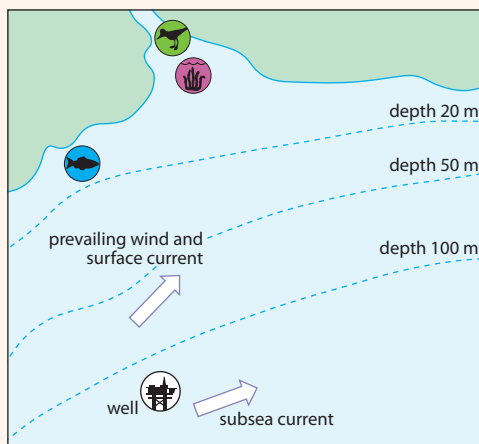 depth 20 m
depth 50 m
prevailing wind and
surface current
depth 100 m
well
subsea current